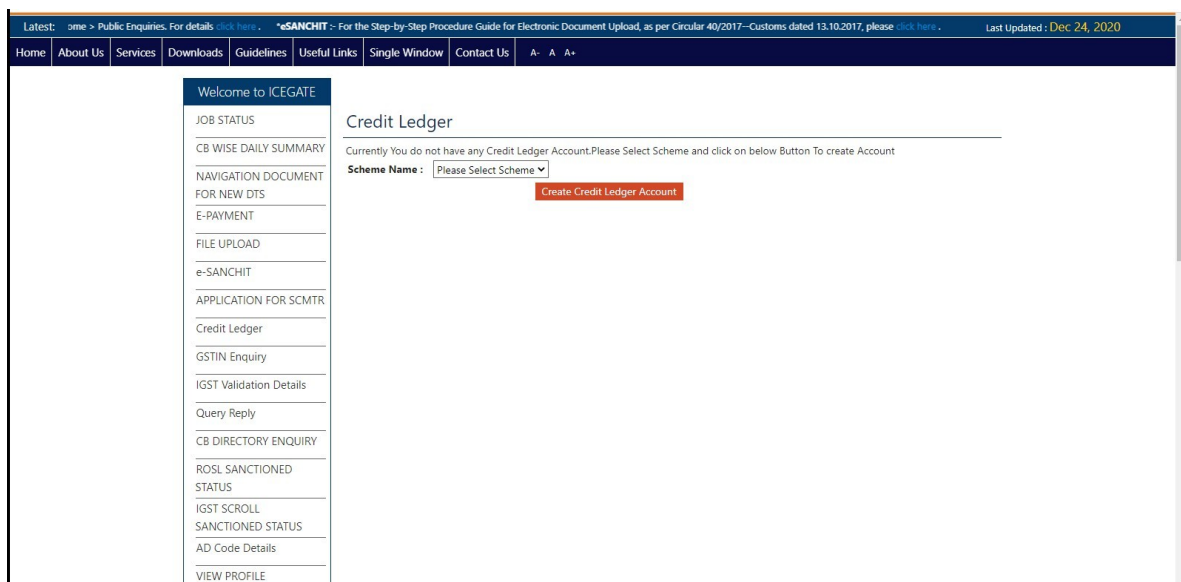 Latest: ome > Public Enquiries. For details click here . *eSANCHIT :- For the Step-by-Step Procedure Guide for Electronic Document Upload, as per Circular 40/2017--Customs dated 13.10.2017, please click here . Last Updated : Dec 24, 2020
Home About Us Services Downloads Guidelines Useful Links Single Window Contact Us A- A A+
Welcome to ICEGATE
JOB STATUS
CB WISE DAILY SUMMARY
NAVIGATION DOCUMENT
FOR NEW DTS
E-PAYMENT
FILE UPLOAD
e-SANCHIT
APPLICATION FOR SCMTR
Credit Ledger
GSTIN Enquiry
IGST Validation Details
Query Reply
CB DIRECTORY ENQUIRY
ROSL SANCTIONED
STATUS
IGST SCROLL
SANCTIONED STATUS
AD Code Details
VIEW PROFILE
Credit Ledger
Currently You do not have any Credit Ledger Account.Please Select Scheme and click on below Button To create Account
Scheme Name : Please Select Scheme
Create Credit Ledger Account